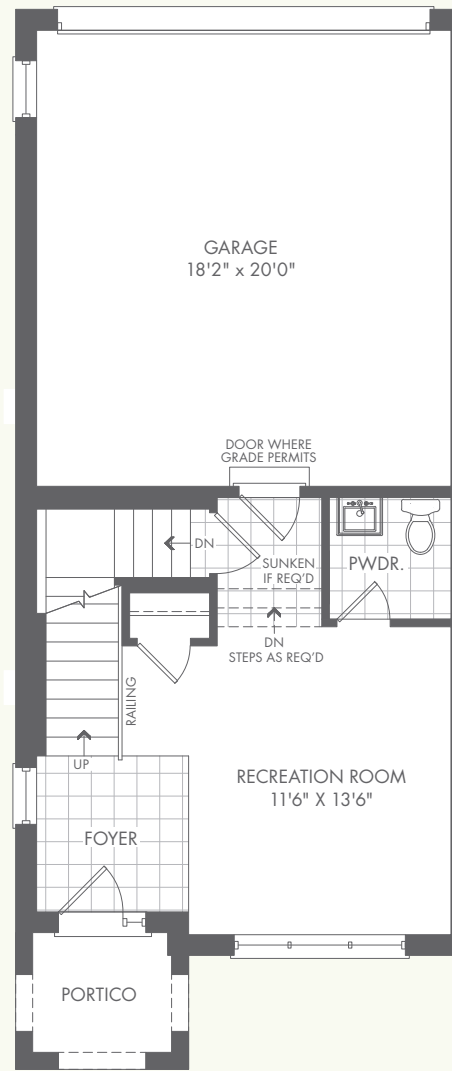 GARAGE
18'2" x 20'0"
DOOR WHERE
GRADE PERMITS
DN
SUNKEN
IF REQ'D
PWDR.
DN
STEPS AS REQ'D
RAILING
UP
RECREATION ROOM
11'6" X 13'6"
FOYER
PORTICO